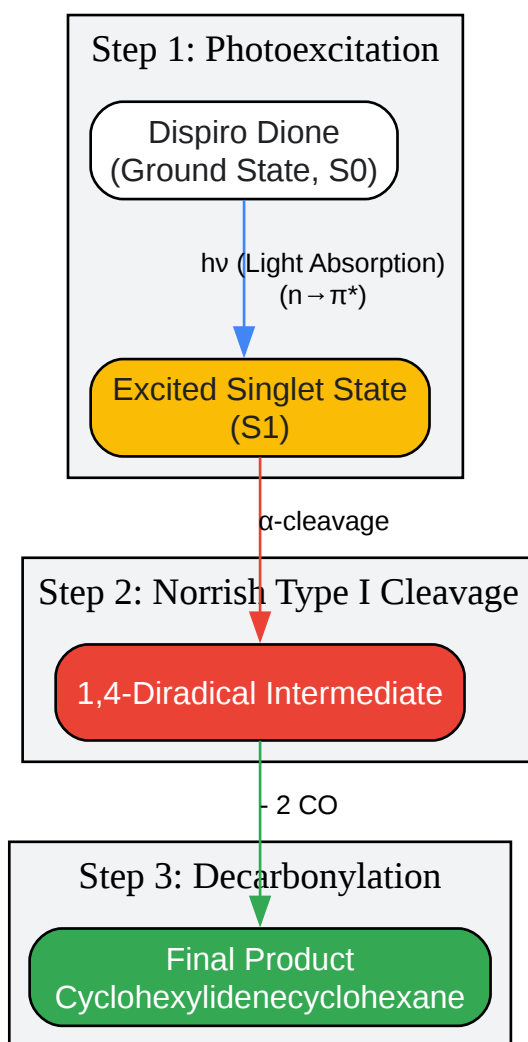 Step 1: Photoexcitation
Dispiro Dione
(Ground State, S0)
hν (Light Absorption)
(n→π*)
Excited Singlet State
(S1)
α-cleavage
Step 2: Norrish Type I Cleavage
1,4-Diradical Intermediate
- 2 CO
Step 3: Decarbonylation
Final Product
Cyclohexylidenecyclohexane